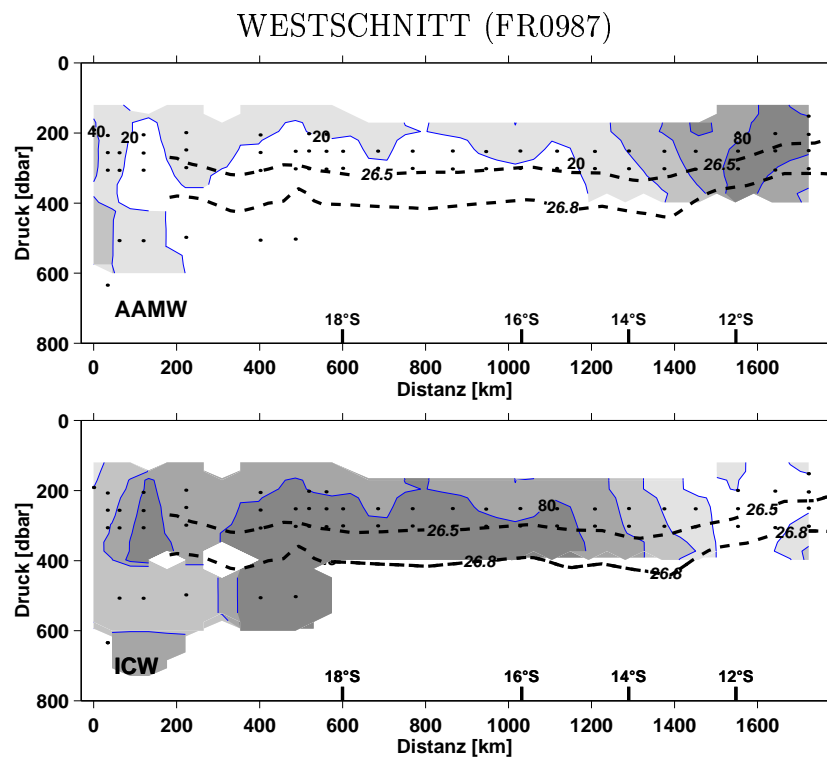 WESTSCHNITT (FR0987)
0
200
400
600
800
Druck [dbar]
40
20
20
20
80
26.5
26.5
26.8
AAMW
18°S
16°S
14°S
12°S
0 200 400 600 800 1000 1200 1400 1600
Distanz [km]
0
200
400
600
800
Druck [dbar]
80
26.5
26.5
26.8
26.8
26.8
ICW
18°S
16°S
14°S
12°S
0 200 400 600 800 1000 1200 1400 1600
Distanz [km]